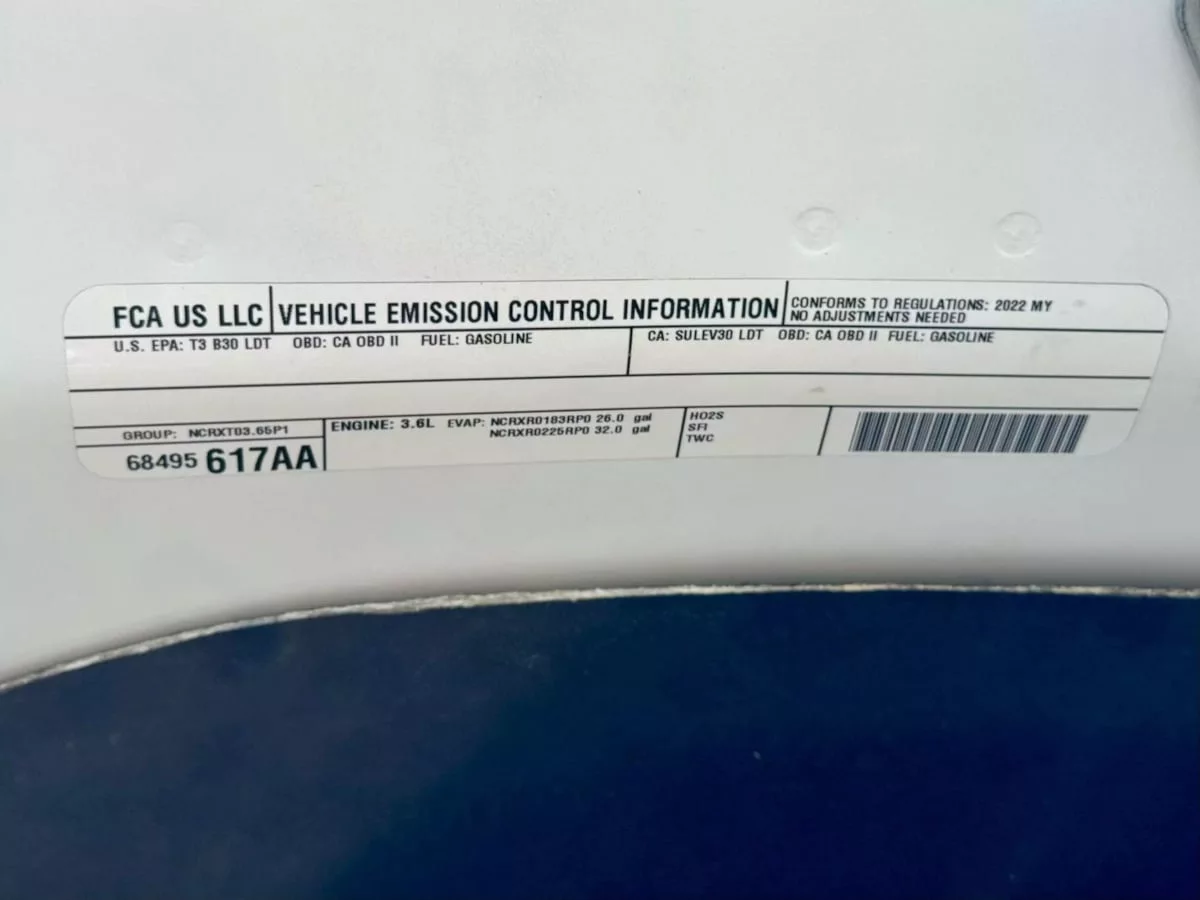 FCA US LLC VEHICLE EMISSION CONTROL INFORMATION CONFORMS TO REGULATIONS: 2022 MY
NO ADJUSTMENTS NEEDED
U.S. EPA: T3 B30 LDT OBD: CA OBD II FUEL: GASOLINE
CA: SULEV30 LDT OBD: CA OBD II FUEL: GASOLINE
GROUP: NCRXT03.65P1
68495 617AA
ENGINE: 3.6L EVAP: NCRXR0183RP0 26.0 gal
NCRXR0225RP0 32.0 gal
HO2S
SFI
TWC